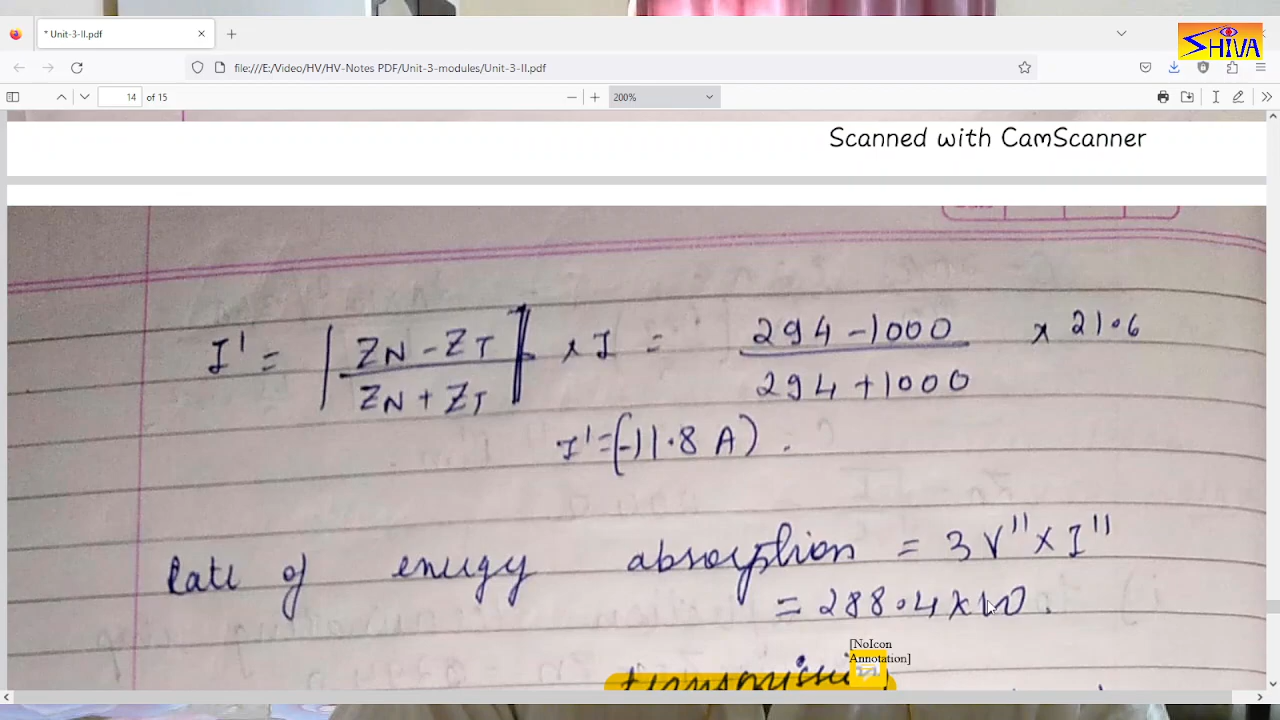 * Unit-3-II.pdf
SHIVA
file:///E:/Video/HV/HV-Notes PDF/Unit-3-modules/Unit-3-II.pdf
14 of 15
200%
Scanned with CamScanner
I' = | ZN - ZT / ZN + ZT | × I = 294 - 1000 / 294 + 1000 × 21.6
I' = (-11.8 A).
Rate of energy absorption = 3 V'' × I''
= 288.4 ×
[NoIcon
Annotation]